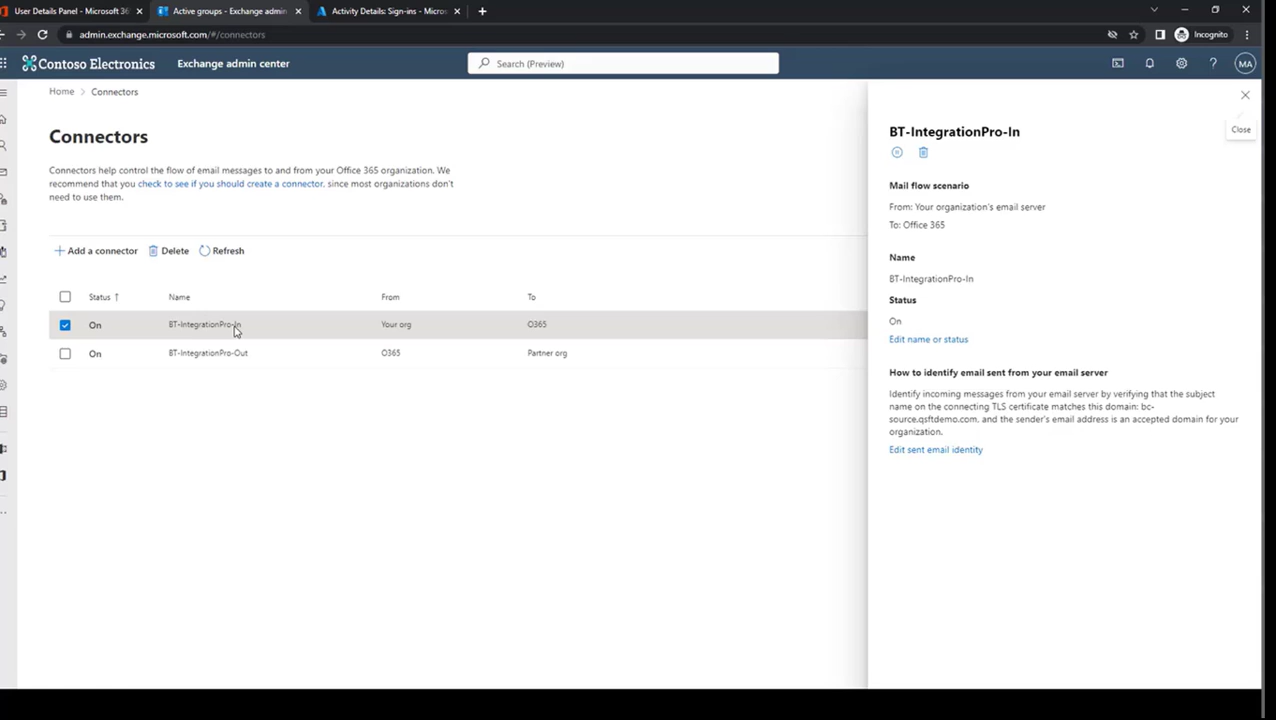 User Details Panel - Microsoft 36
Active groups - Exchange admin
Activity Details: Sign-ins - Micros
admin.exchange.microsoft.com/#/connectors
Incognito
Contoso Electronics
Exchange admin center
Search (Preview)
MA
Home > Connectors
Close
Connectors
Connectors help control the flow of email messages to and from your Office 365 organization. We
recommend that you check to see if you should create a connector, since most organizations don't
need to use them.
Add a connector
Delete
Refresh
Status ↑
Name
From
To
On
BT-IntegrationPro-In
Your org
O365
On
BT-IntegrationPro-Out
O365
Partner org
BT-IntegrationPro-In
Mail flow scenario
From: Your organization's email server
To: Office 365
Name
BT-IntegrationPro-In
Status
On
Edit name or status
How to identify email sent from your email server
Identify incoming messages from your email server by verifying that the subject
name on the connecting TLS certificate matches this domain: bc-
source.qsftdemo.com, and the sender's email address is an accepted domain for your
organization.
Edit sent email identity